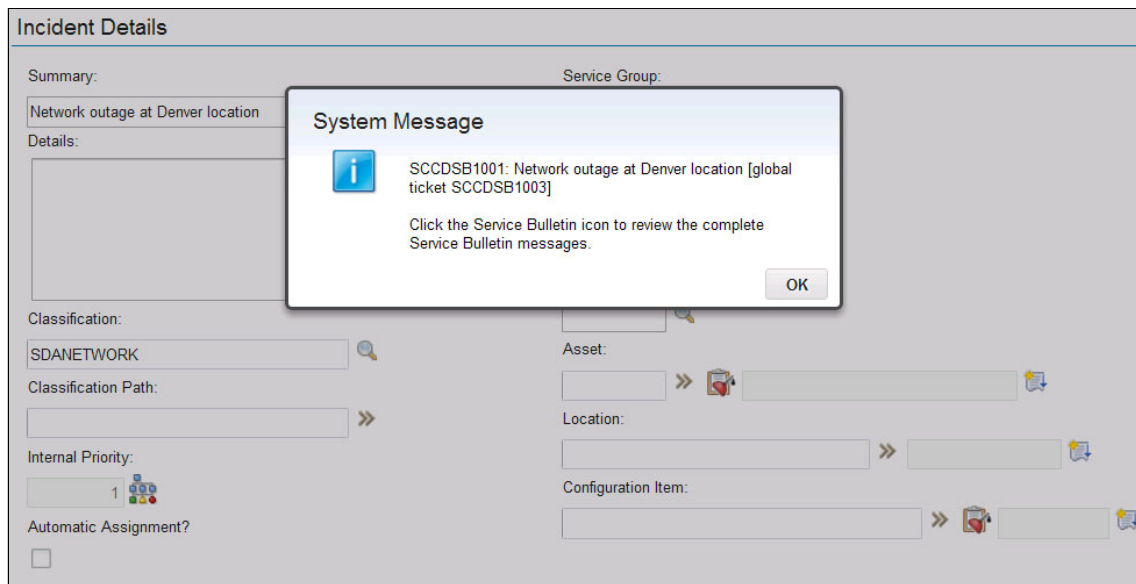 Incident Details
Summary:
Service Group:
Network outage at Denver location
Details:
System Message
SCCDSB1001: Network outage at Denver location [global
ticket SCCDSB1003]
Click the Service Bulletin icon to review the complete
Service Bulletin messages.
OK
Classification:
SDANETWORK
Asset:
Classification Path:
Location:
Internal Priority:
1
Configuration Item:
Automatic Assignment?